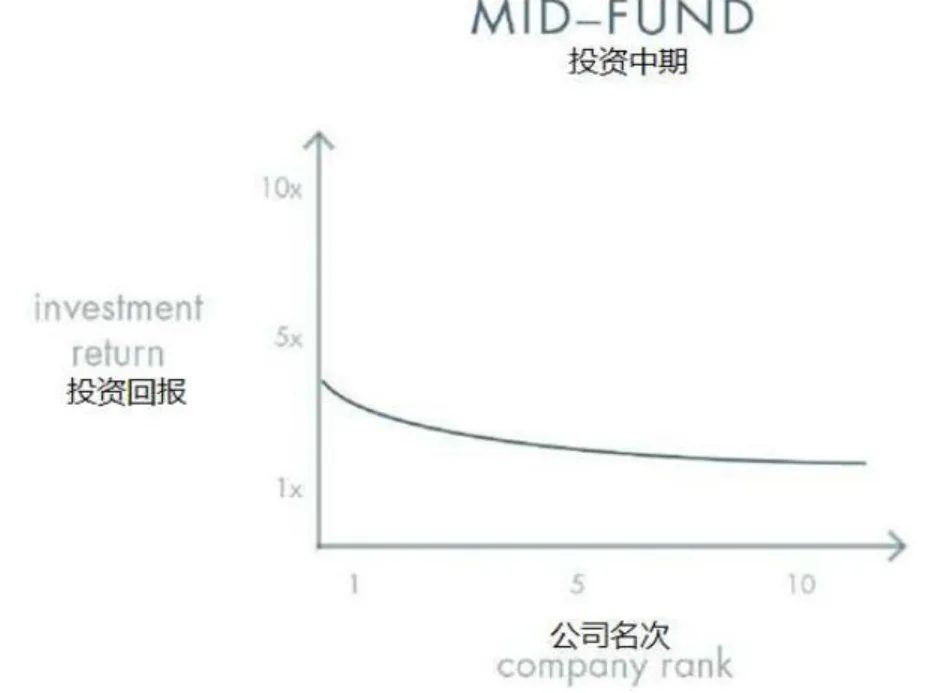 MID–FUND
投资中期
10x
investment
5x
return
投资回报
1x
1 5 10
公司名次
company rank